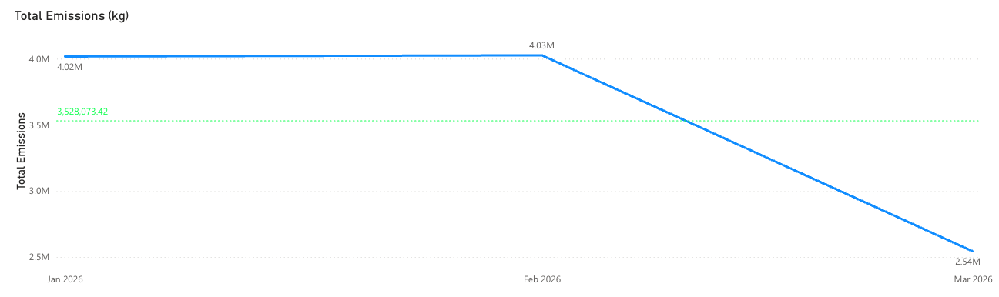 Total Emissions (kg)
4.03M
4.0M
4.02M
3,528,073.42
3.5M
Total Emissions
3.0M
2.5M
2.54M
Jan 2026
Feb 2026
Mar 2026